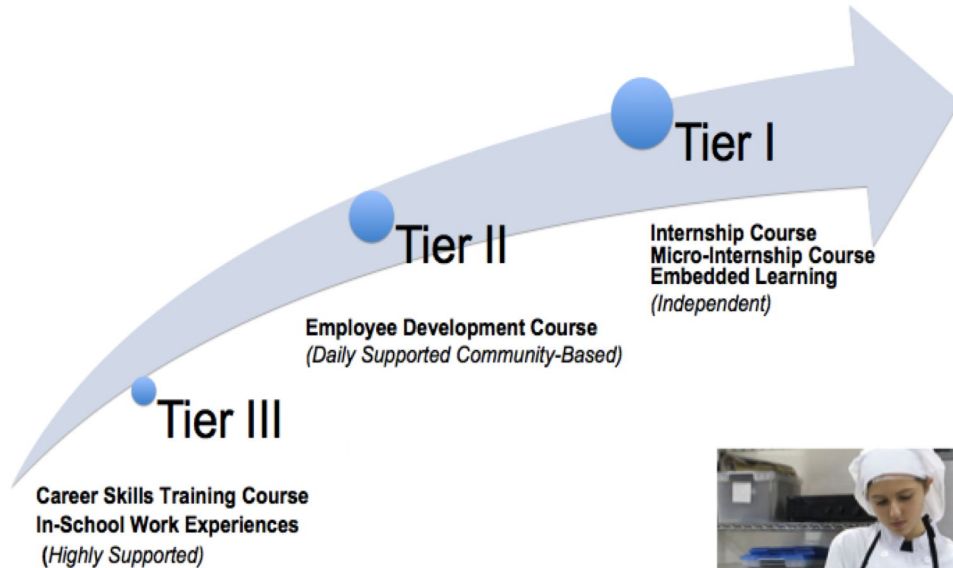 Tier I
Internship Course
Micro-Internship Course
Embedded Learning
(Independent)
Tier II
Employee Development Course
(Daily Supported Community-Based)
Tier III
Career Skills Training Course
In-School Work Experiences
(Highly Supported)